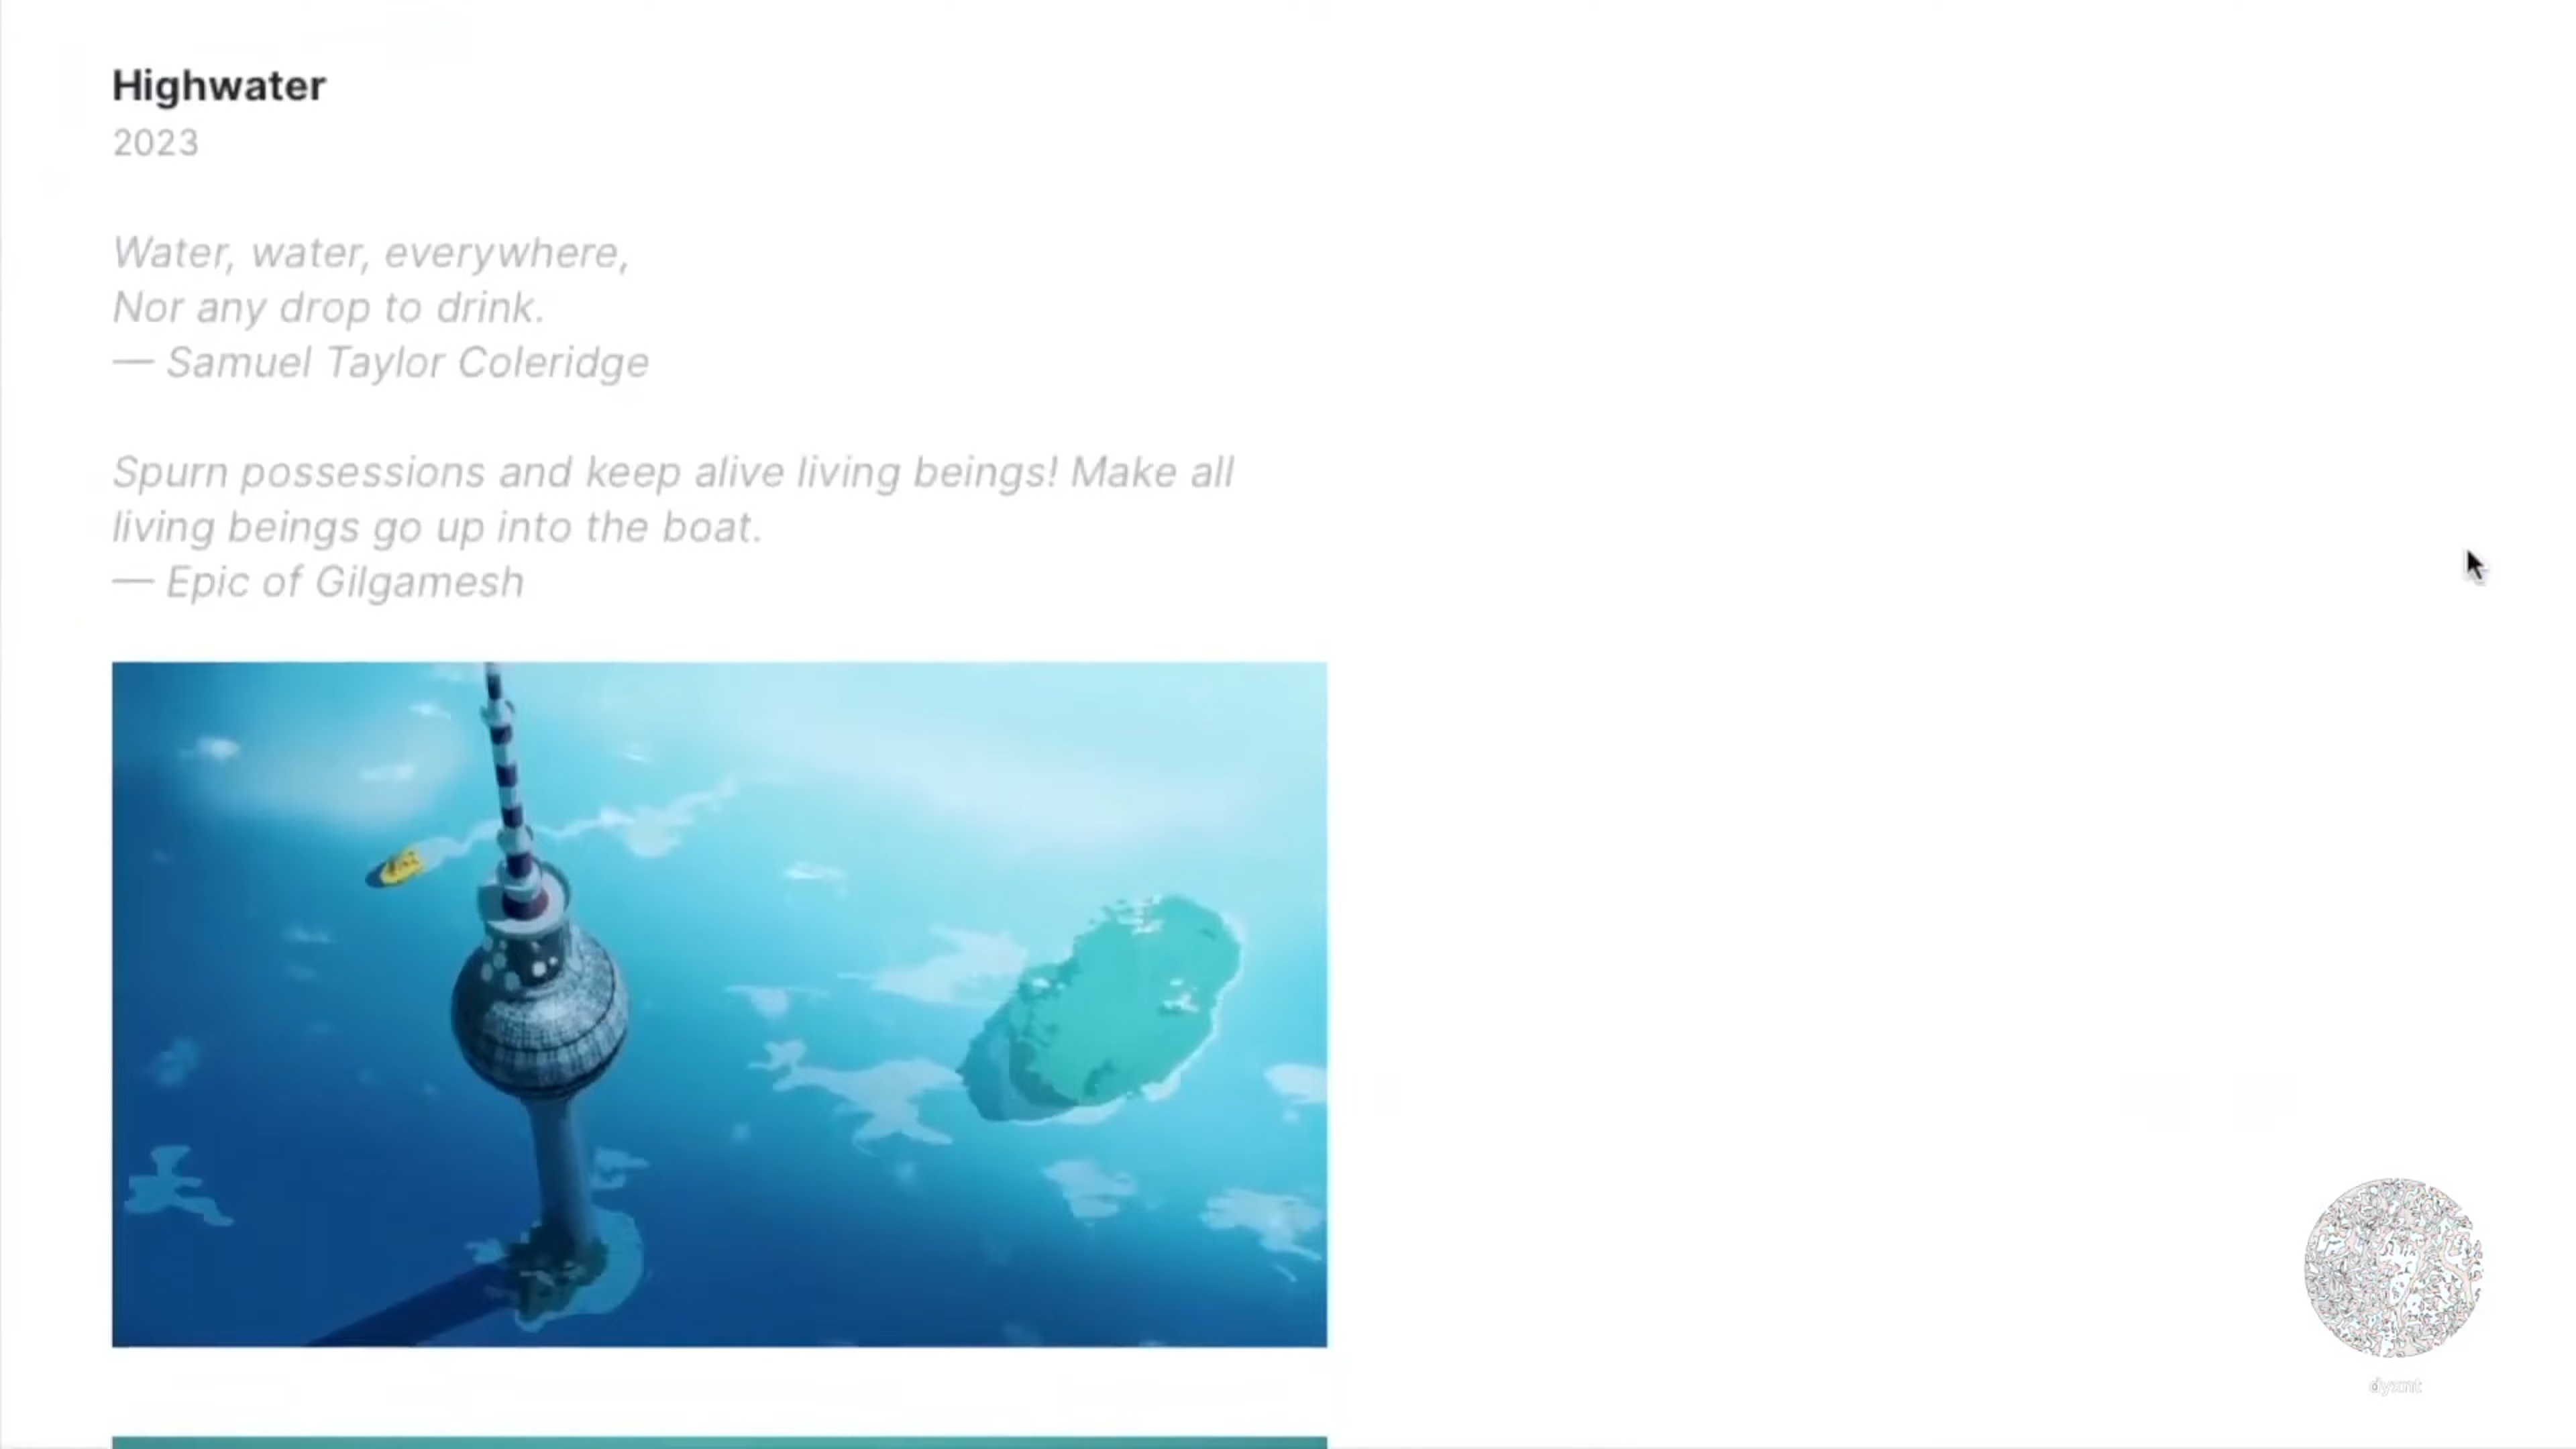 Highwater
2023
Water, water, everywhere,
Nor any drop to drink.
— Samuel Taylor Coleridge
Spurn possessions and keep alive living beings! Make all
living beings go up into the boat.
— Epic of Gilgamesh